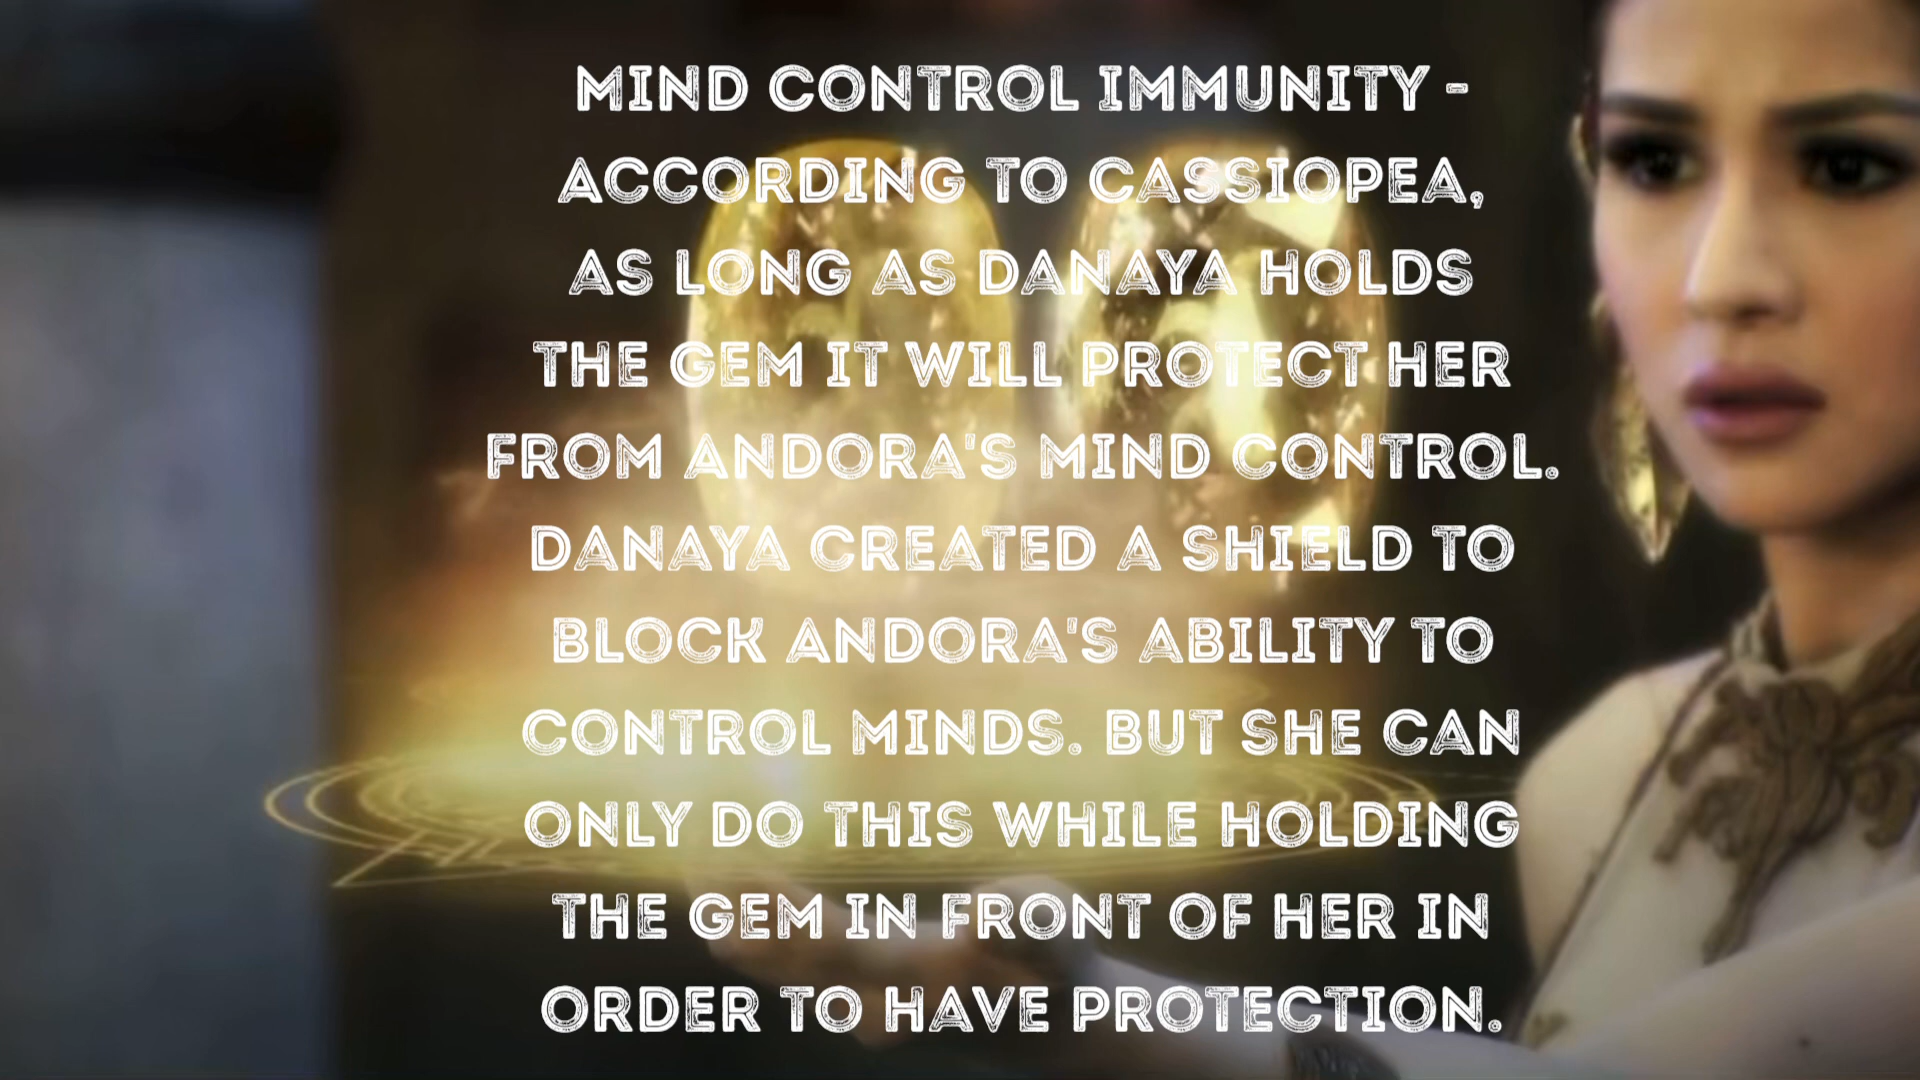 MIND CONTROL IMMUNITY -
ACCORDING TO CASSIOPEA,
AS LONG AS DANAYA HOLDS
THE GEM IT WILL PROTECT HER
FROM ANDORA'S MIND CONTROL.
DANAYA CREATED A SHIELD TO
BLOCK ANDORA'S ABILITY TO
CONTROL MINDS. BUT SHE CAN
ONLY DO THIS WHILE HOLDING
THE GEM IN FRONT OF HER IN
ORDER TO HAVE PROTECTION.